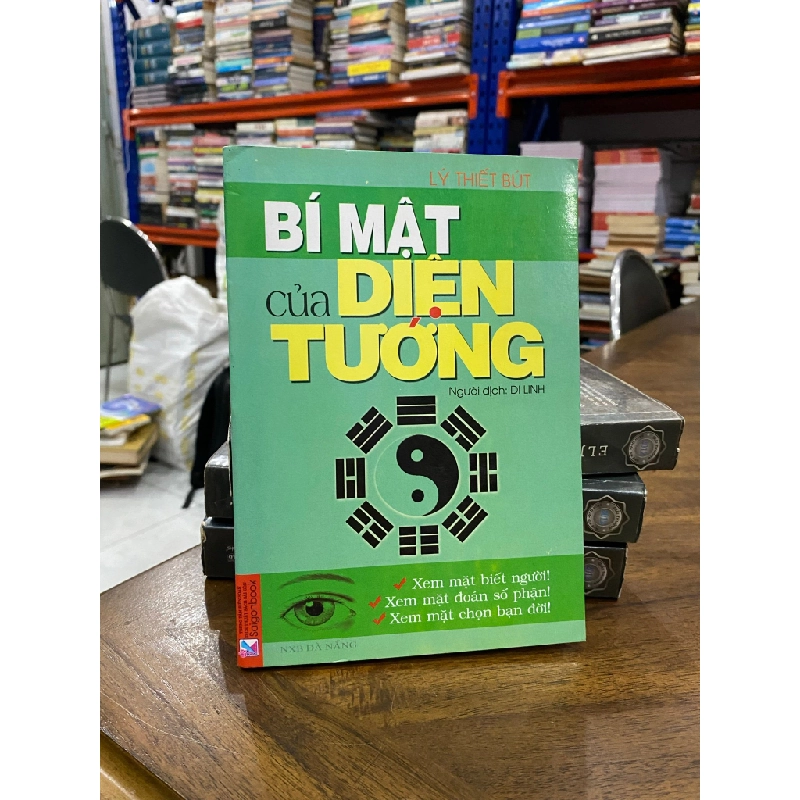 LÝ THIẾT BÚT
BÍ MẬT
của DIỆN
TƯỚNG
Người dịch: DI LINH
Xem mặt biết người!
Xem mặt đoán số phận!
Xem mặt chọn bạn đời!
NXB ĐÀ NẴNG
Saigonbook